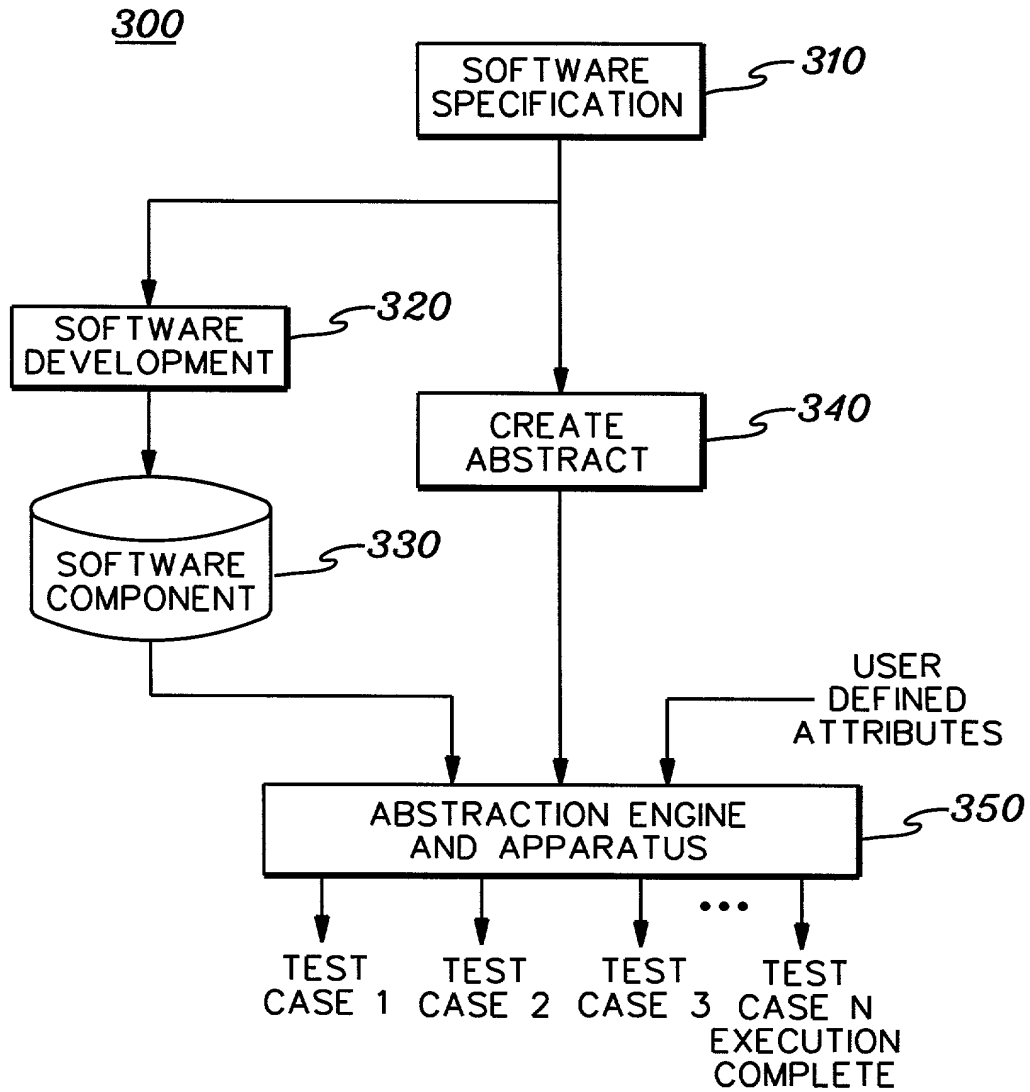 300
SOFTWARE
SPECIFICATION
310
SOFTWARE
DEVELOPMENT
320
CREATE
ABSTRACT
340
SOFTWARE
COMPONENT
330
USER
DEFINED
ATTRIBUTES
ABSTRACTION ENGINE
AND APPARATUS
350
•••
TEST
CASE 1
TEST
CASE 2
TEST
CASE 3
TEST
CASE N
EXECUTION
COMPLETE